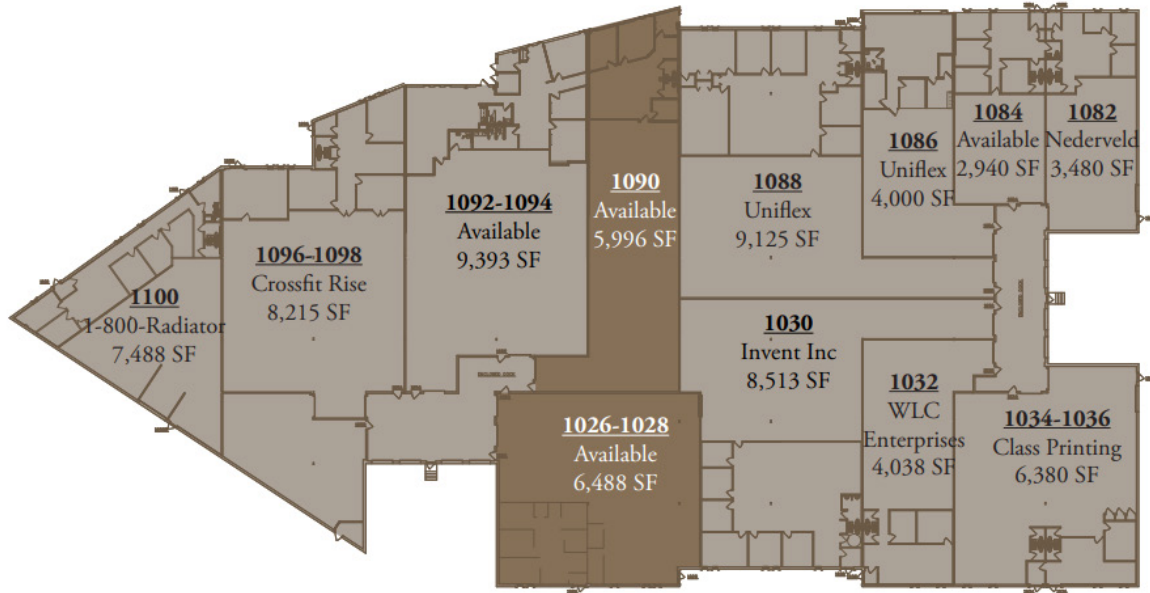 1100
1-800-Radiator
7,488 SF
1096-1098
Crossfit Rise
8,215 SF
1092-1094
Available
9,393 SF
1090
Available
5,996 SF
1088
Uniflex
9,125 SF
1086
Uniflex
4,000 SF
1084
Available
2,940 SF
1082
Nederveld
3,480 SF
1026-1028
Available
6,488 SF
1030
Invent Inc
8,513 SF
1032
WLC
Enterprises
4,038 SF
1034-1036
Class Printing
6,380 SF